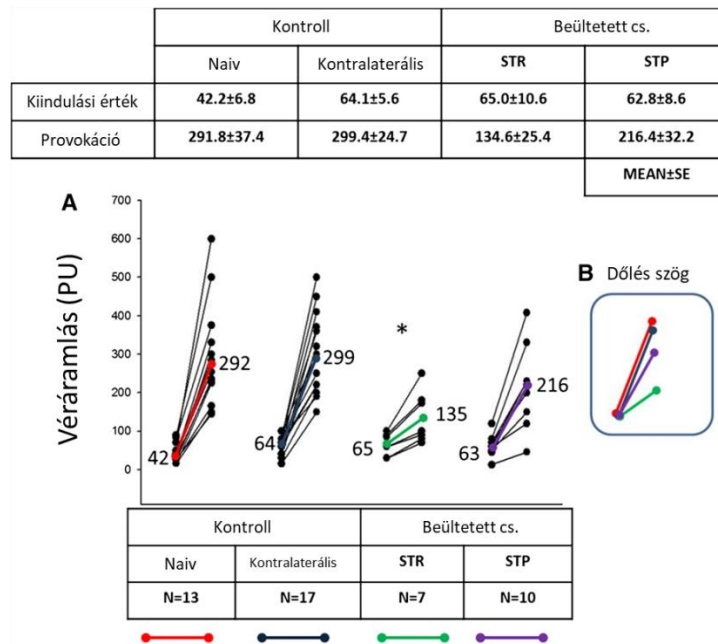 Kontroll Beültetett cs.
Naiv Kontralaterális STR STP
Kiindulási érték 42.2±6.8 64.1±5.6 65.0±10.6 62.8±8.6
Provokáció 291.8±37.4 299.4±24.7 134.6±25.4 216.4±32.2
MEAN±SE
A
Véráramlás (PU)
700
600
500
400
300
200
100
0
42
292
64
299
*
65
135
63
216
B Dőlés szög
Kontroll Beültetett cs.
Naiv Kontralaterális STR STP
N=13 N=17 N=7 N=10